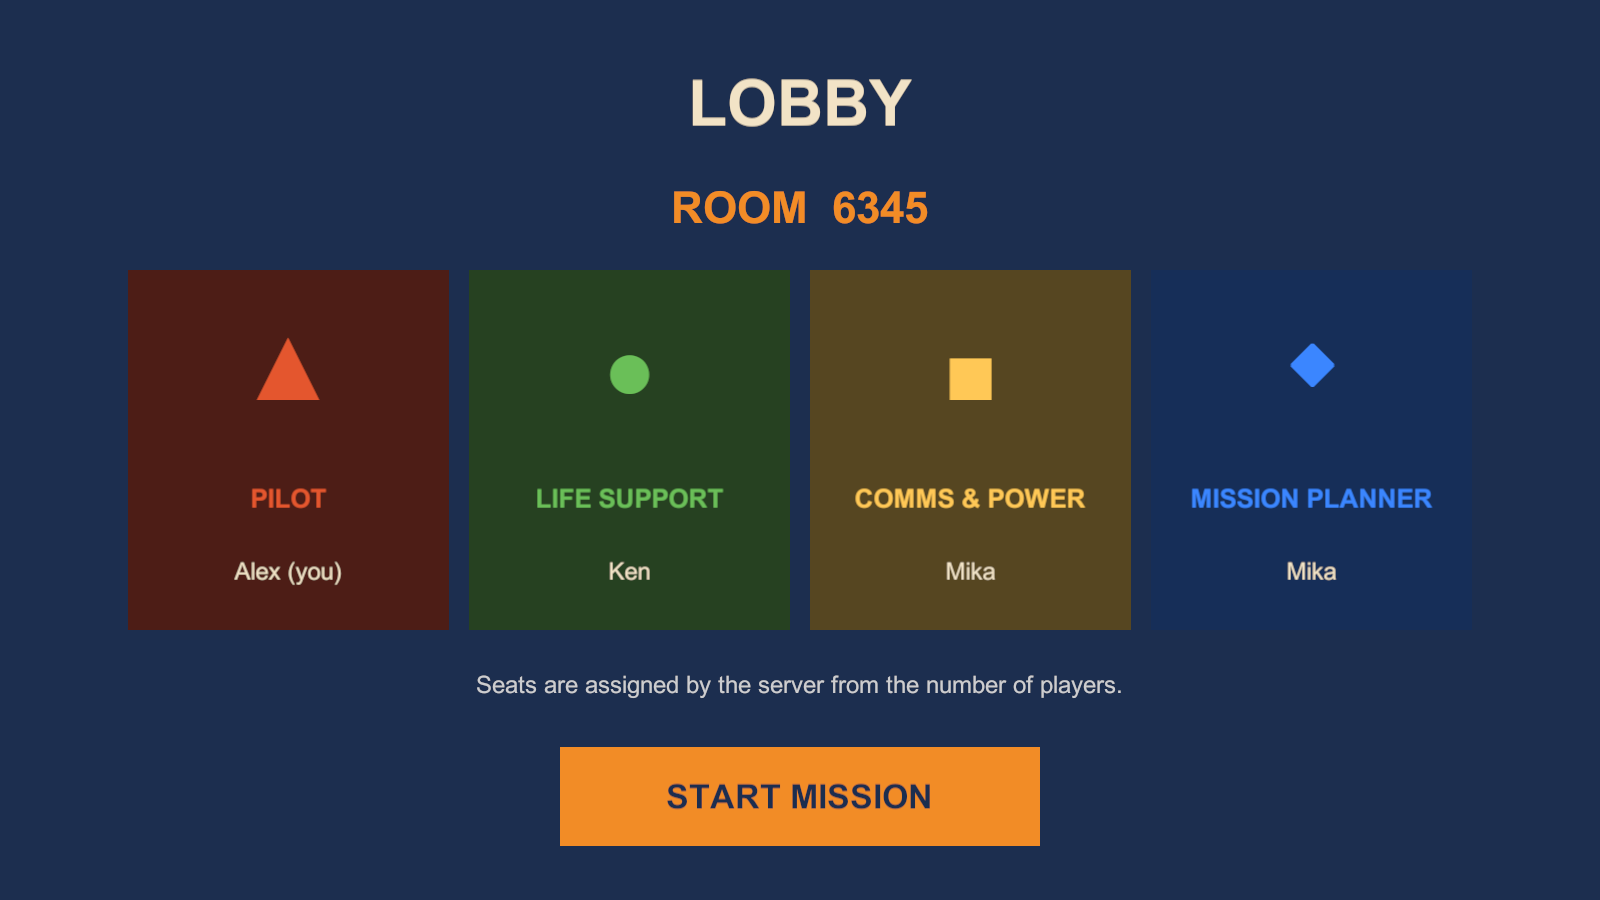 LOBBY
ROOM 6345
PILOT
Alex (you)
LIFE SUPPORT
Ken
COMMS & POWER
Mika
MISSION PLANNER
Mika
Seats are assigned by the server from the number of players.
START MISSION